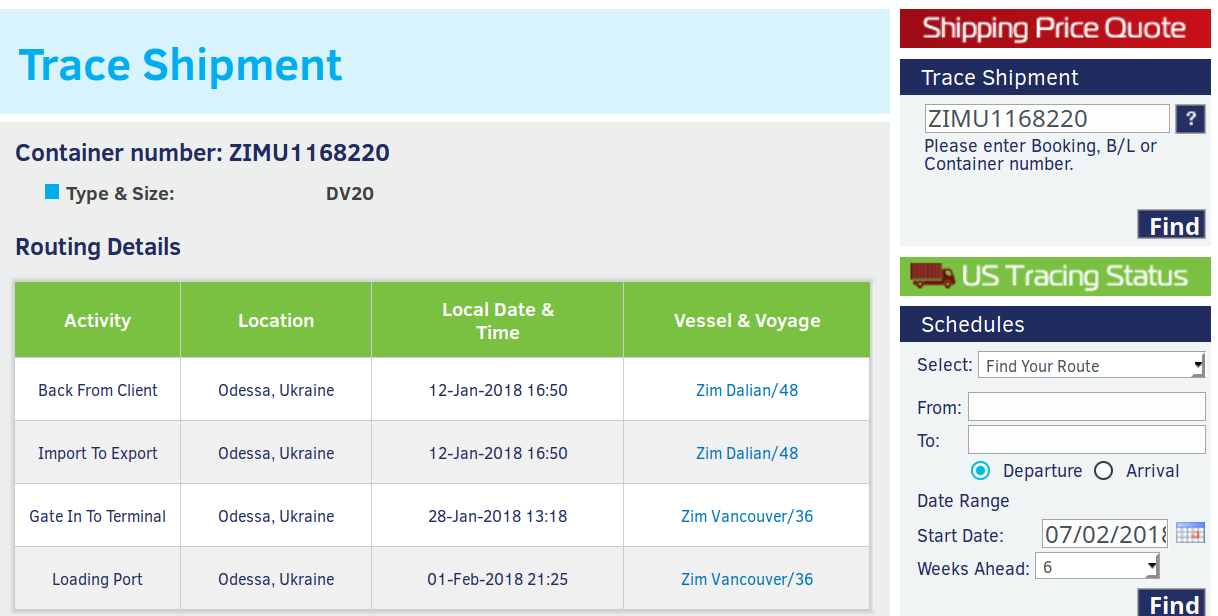 Trace Shipment
Container number: ZIMU1168220
Type & Size: DV20
Routing Details
Activity Location Local Date & Time Vessel & Voyage
Back From Client Odessa, Ukraine 12-Jan-2018 16:50 Zim Dalian/48
Import To Export Odessa, Ukraine 12-Jan-2018 16:50 Zim Dalian/48
Gate In To Terminal Odessa, Ukraine 28-Jan-2018 13:18 Zim Vancouver/36
Loading Port Odessa, Ukraine 01-Feb-2018 21:25 Zim Vancouver/36
Shipping Price Quote
Trace Shipment
ZIMU1168220 ?
Please enter Booking, B/L or
Container number.
Find
US Tracing Status
Schedules
Select: Find Your Route
From:
To:
Departure Arrival
Date Range
Start Date: 07/02/2018
Weeks Ahead: 6
Find